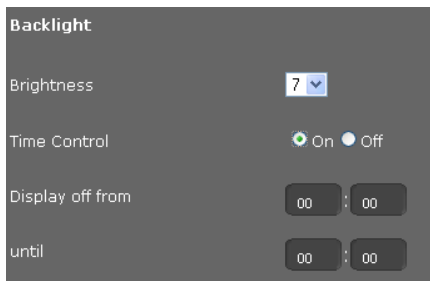 Backlight
Brightness 7
Time Control On Off
Display off from 00 : 00
until 00 : 00